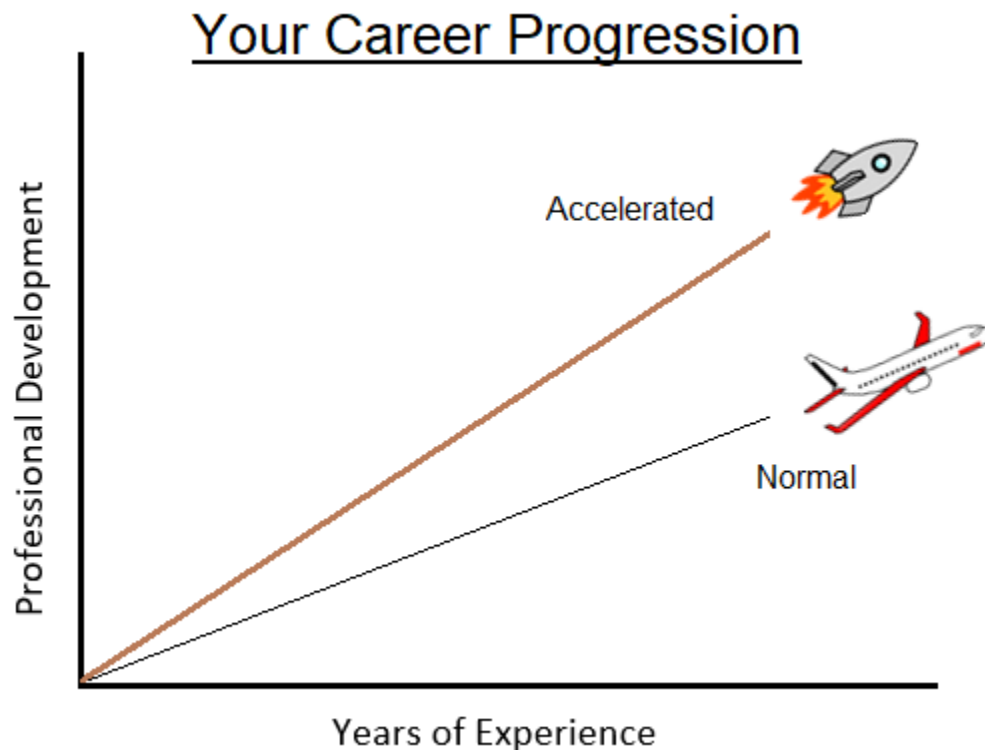 Your Career Progression
Accelerated
Normal
Professional Development
Years of Experience